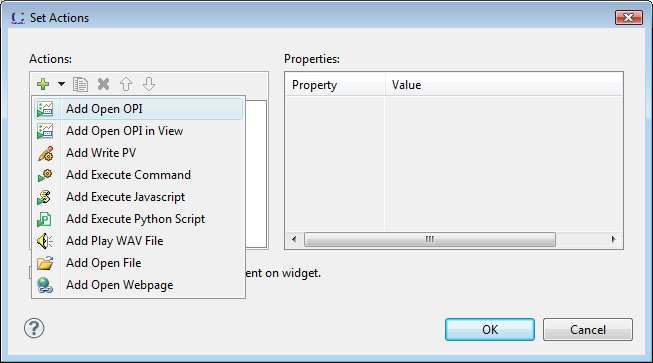 Set Actions
Actions:
Properties:
Property Value
Add Open OPI
Add Open OPI in View
Add Write PV
Add Execute Command
Add Execute Javascript
Add Execute Python Script
Add Play WAV File
Add Open File
Add Open Webpage
on widget.
OK
Cancel